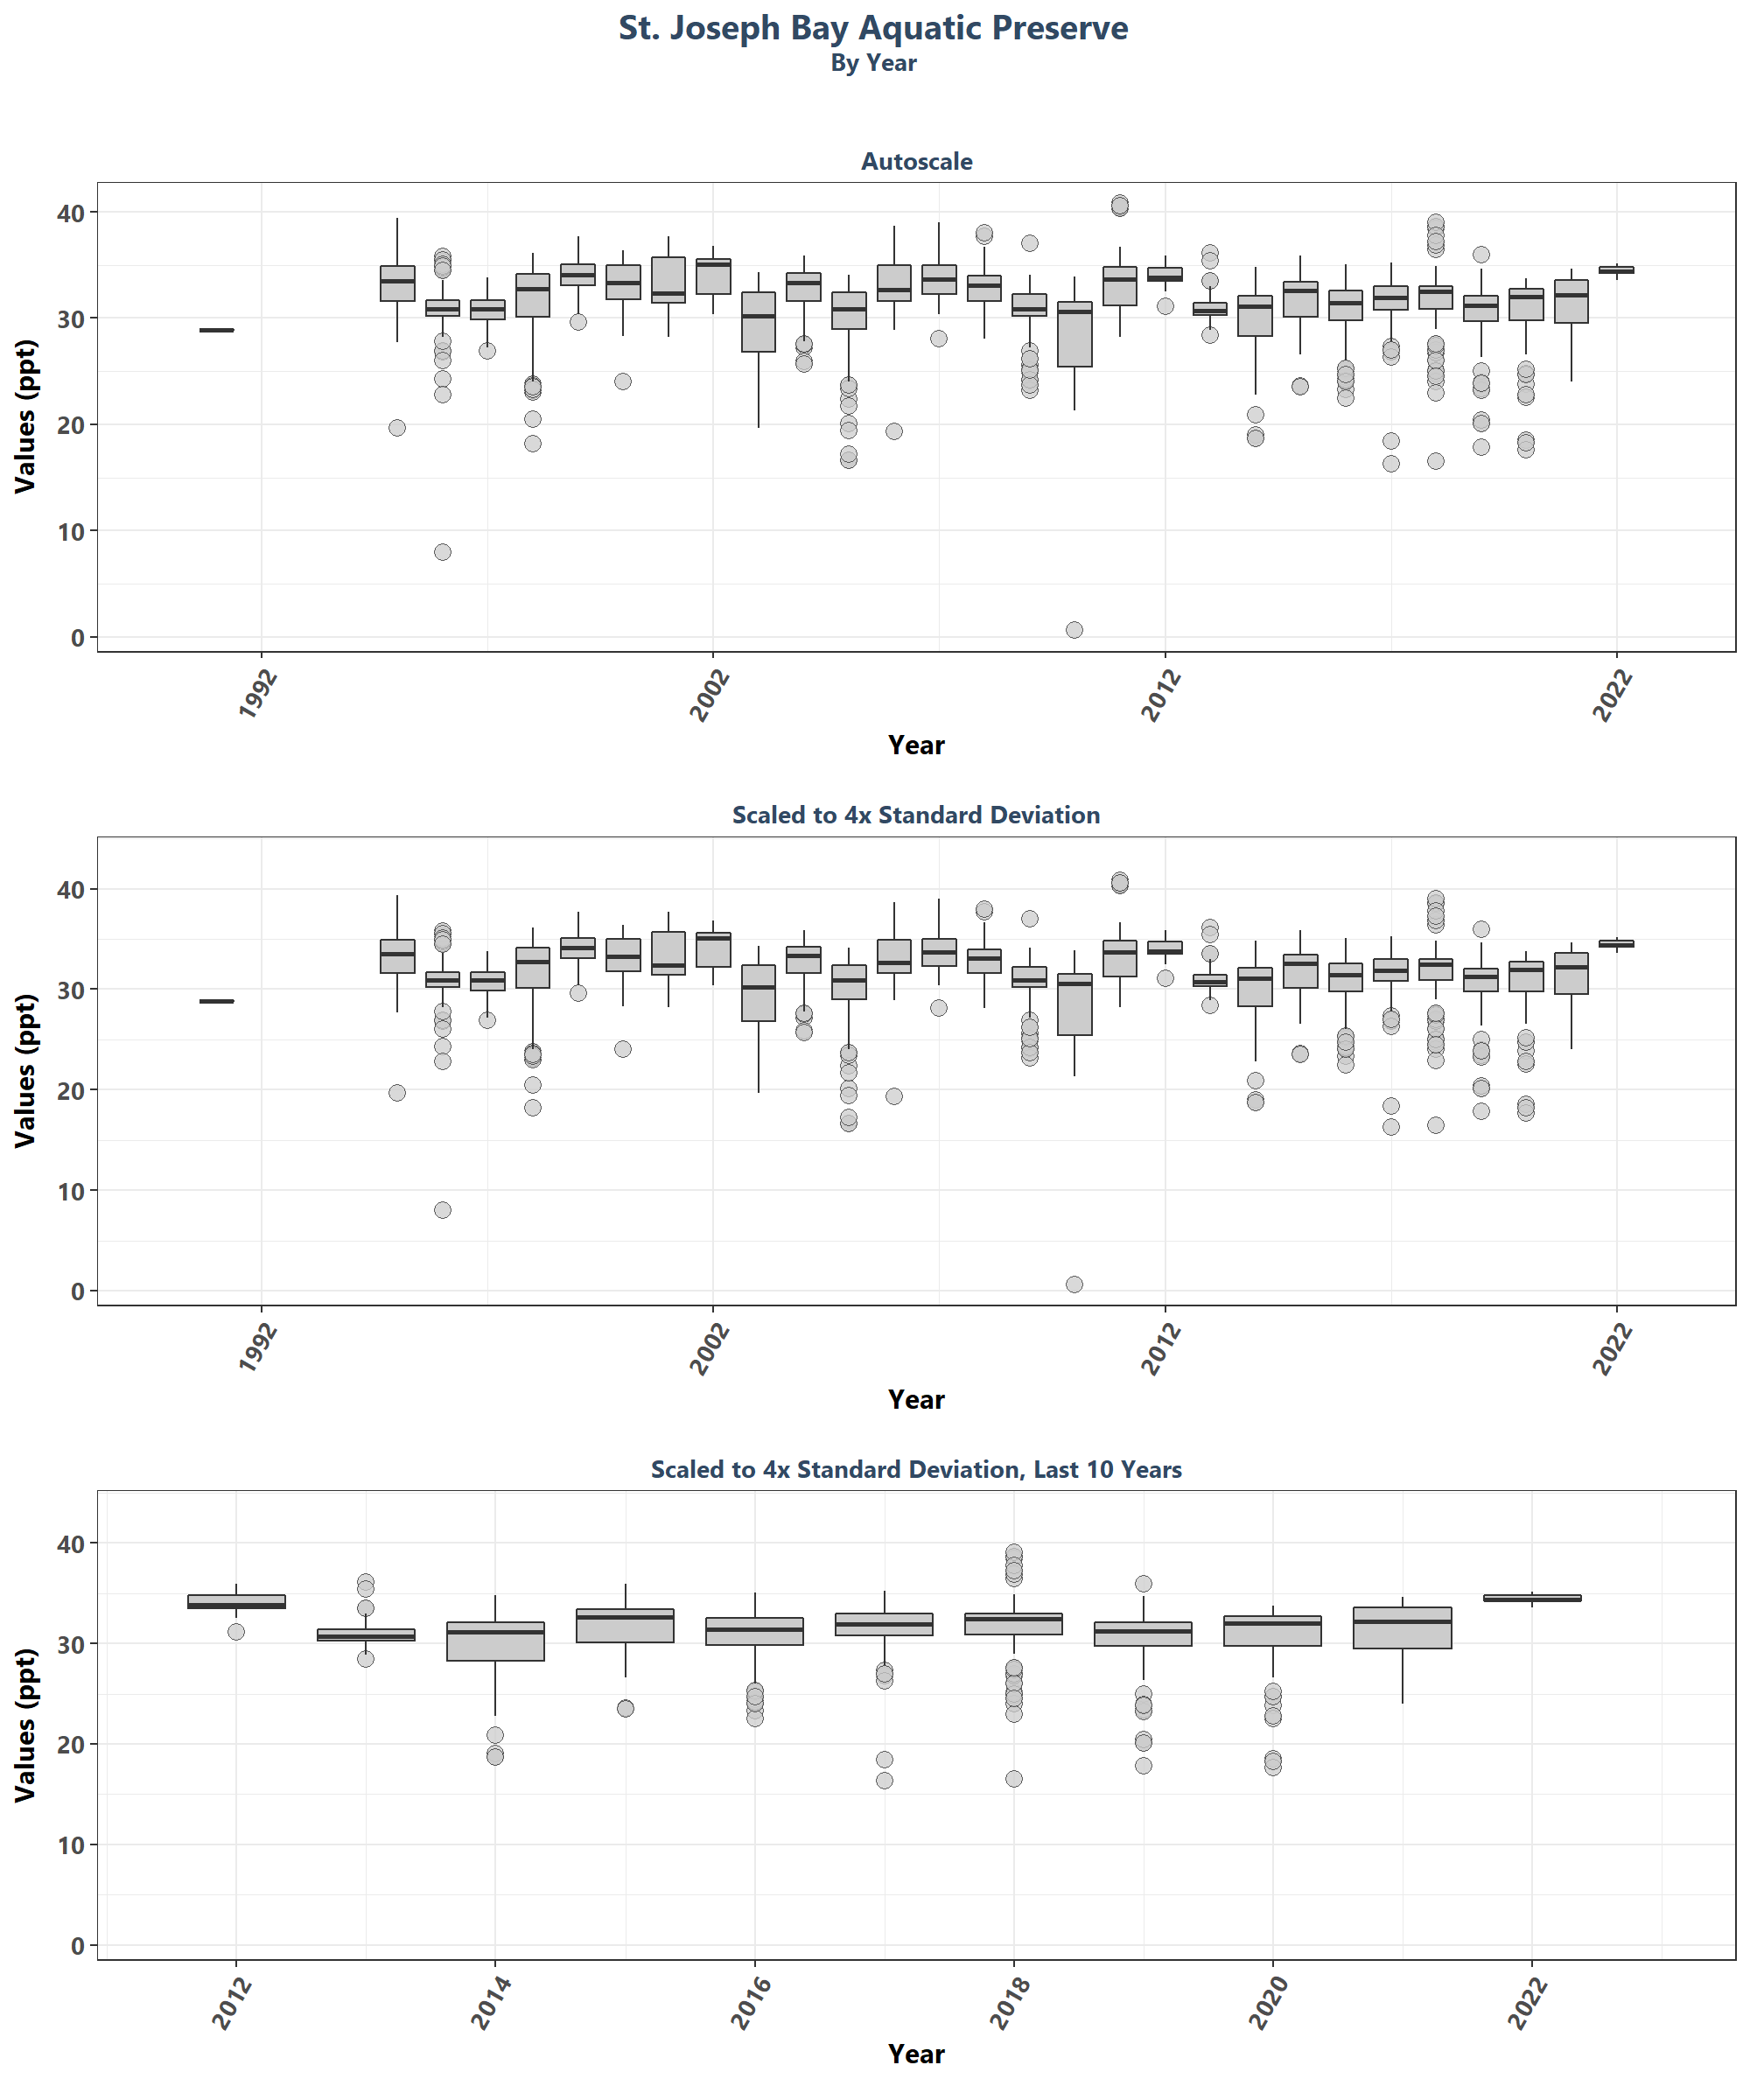 St. Joseph Bay Aquatic Preserve
By Year
Autoscale
Values (ppt)
40
30
20
10
0
1992
2002
2012
2022
Year
Scaled to 4x Standard Deviation
Values (ppt)
40
30
20
10
0
1992
2002
2012
2022
Year
Scaled to 4x Standard Deviation, Last 10 Years
Values (ppt)
40
30
20
10
0
2012
2014
2016
2018
2020
2022
Year